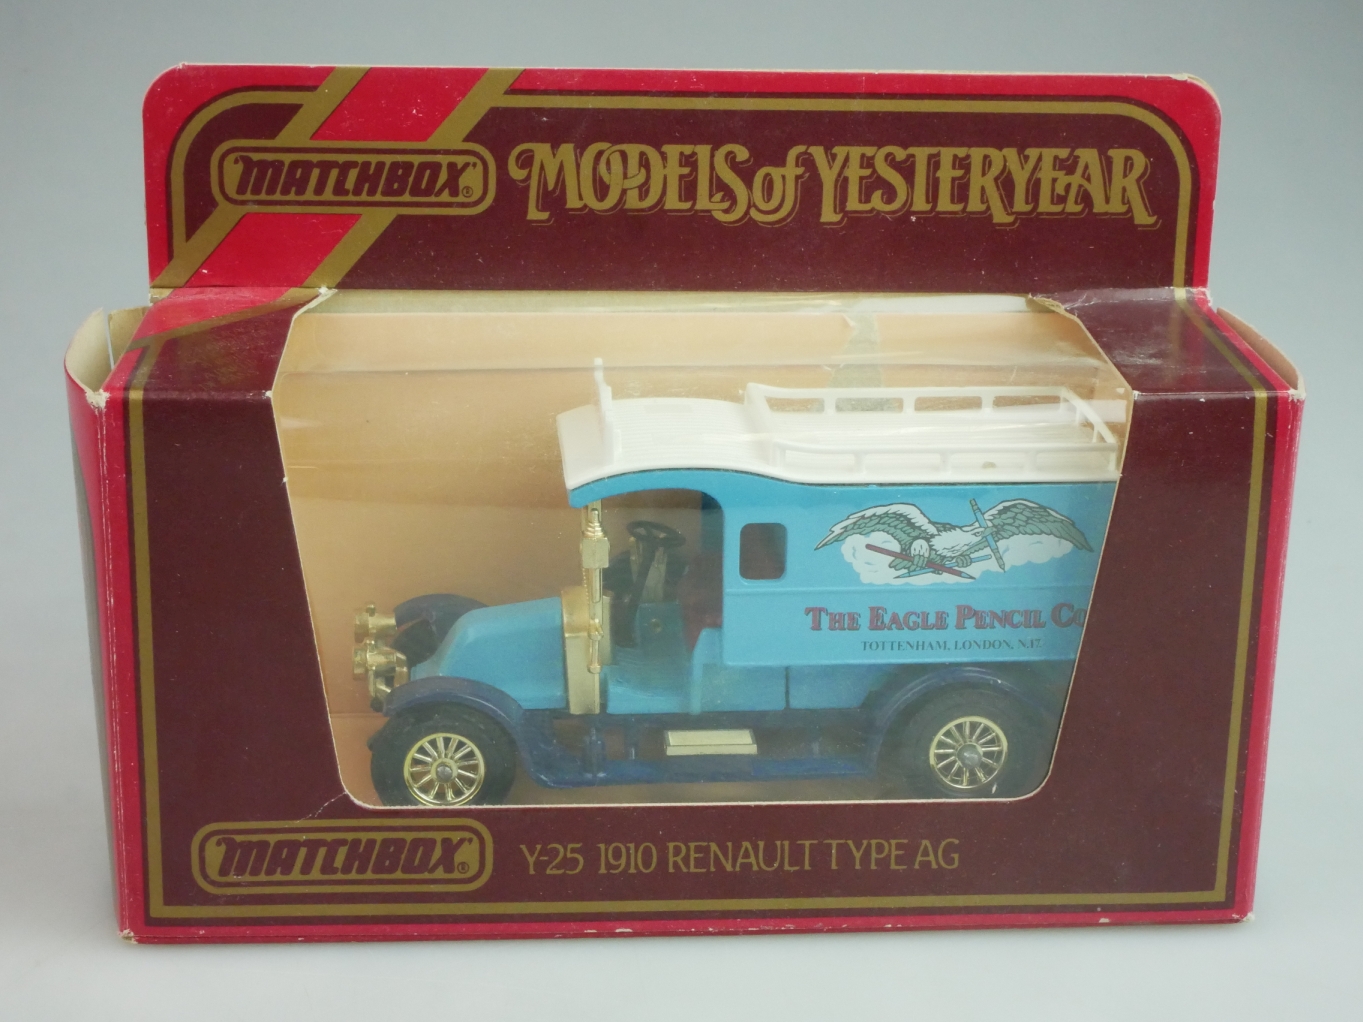 MATCHBOX® MODELS of YESTERYEAR
THE EAGLE PENCIL Co
TOTTENHAM, LONDON, N.17.
MATCHBOX® Y-25 1910 RENAULT TYPE AG